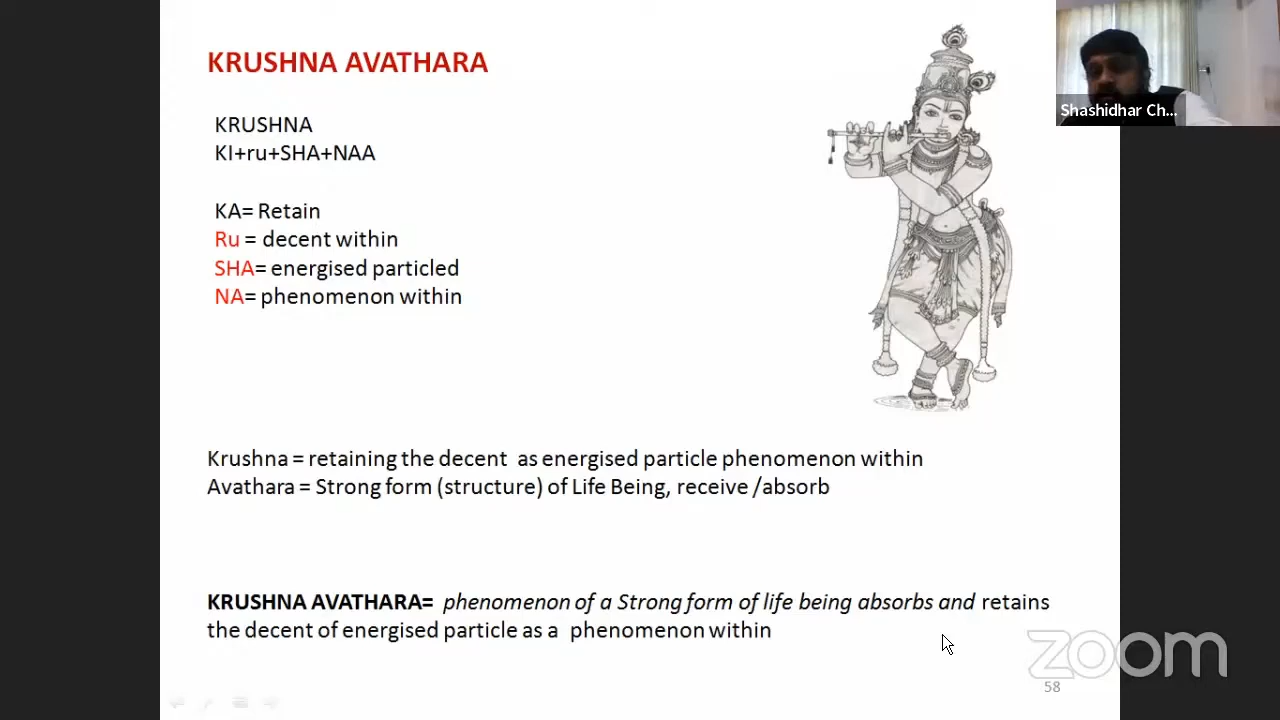 KRUSHNA AVATHARA
Shashidhar Ch...
KRUSHNA
KI+ru+SHA+NAA
KA= Retain
Ru = decent within
SHA= energised particled
NA= phenomenon within
Krushna = retaining the decent as energised particle phenomenon within
Avathara = Strong form (structure) of Life Being, receive /absorb
KRUSHNA AVATHARA= phenomenon of a Strong form of life being absorbs and retains
the decent of energised particle as a phenomenon within
zoom
58